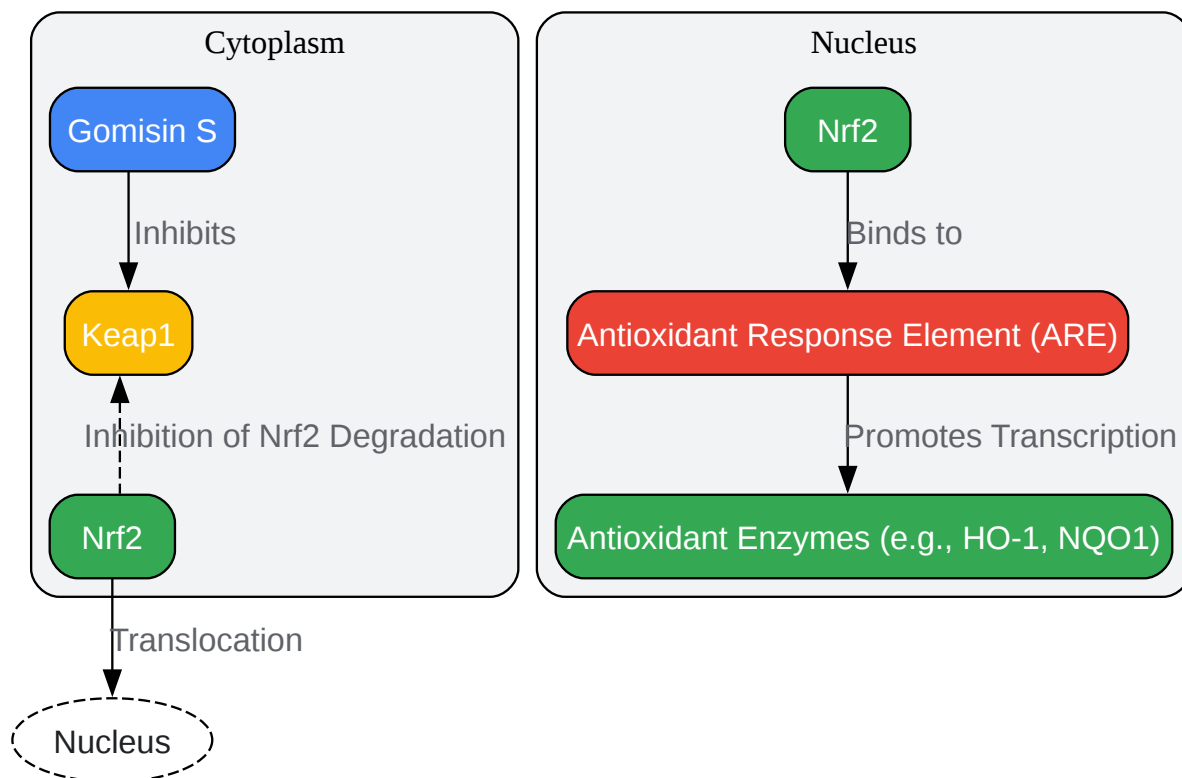 Cytoplasm
Gomisin S
Inhibits
Keap1
Inhibition of Nrf2 Degradation
Nrf2
Translocation
Nucleus
Nucleus
Nrf2
Binds to
Antioxidant Response Element (ARE)
Promotes Transcription
Antioxidant Enzymes (e.g., HO-1, NQO1)